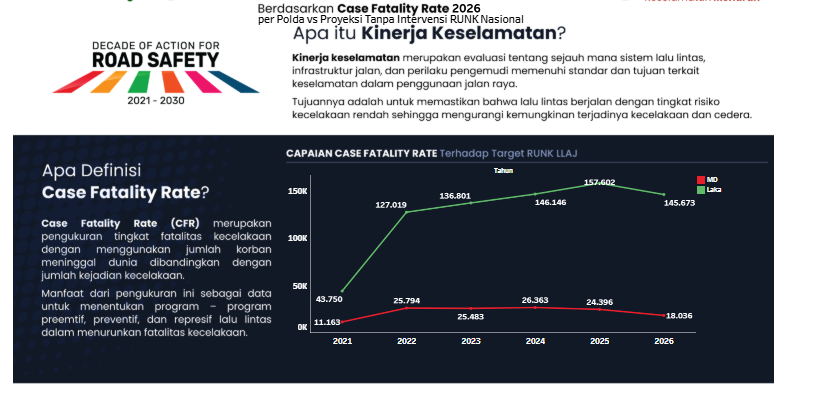 Berdasarkan Case Fatality Rate 2026
per Polda vs Proyeksi Tanpa Intervensi RUNK Nasional
DECADE OF ACTION FOR
ROAD SAFETY
2021 - 2030
Apa itu Kinerja Keselamatan?
Kinerja keselamatan merupakan evaluasi tentang sejauh mana sistem lalu lintas,
infrastruktur jalan, dan perilaku pengemudi memenuhi standar dan tujuan terkait
keselamatan dalam penggunaan jalan raya.
Tujuannya adalah untuk memastikan bahwa lalu lintas berjalan dengan tingkat risiko
kecelakaan rendah sehingga mengurangi kemungkinan terjadinya kecelakaan dan cedera.
Apa Definisi
Case Fatality Rate?
Case Fatality Rate (CFR) merupakan
pengukuran tingkat fatalitas kecelakaan
dengan menggunakan jumlah korban
meninggal dunia dibandingkan dengan
jumlah kejadian kecelakaan.
Manfaat dari pengukuran ini sebagai data
untuk menentukan program – program
preemtif, preventif, dan represif lalu lintas
dalam menurunkan fatalitas kecelakaan.
CAPAIAN CASE FATALITY RATE Terhadap Target RUNK LLAJ
Tahun
MD
Laka
150K
100K
50K
0K
43.750
127.019
136.801
146.146
157.602
145.673
11.163
25.794
25.483
26.363
24.396
18.036
2021
2022
2023
2024
2025
2026